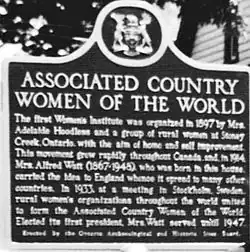 ASSOCIATED COUNTRY
WOMEN OF THE WORLD
The first Women's Institute was organized in 1897 by Mrs.
Adelaide Hoodless and a group of rural women at Stoney
Creek, Ontario, with the aim of home and self improvement.
This movement grew rapidly throughout Canada, and in 1914,
Mrs. Alfred Watt (1867-1948), who was born in this house,
carried the idea to England whence it spread to many other
countries. In 1933, at a meeting in Stockholm, Sweden,
rural women's organizations throughout the world united
to form the Associated Country Women of the World.
Elected its first president, Mrs. Watt served until 1947.
Erected by the Ontario Archaeological and Historic Sites Board